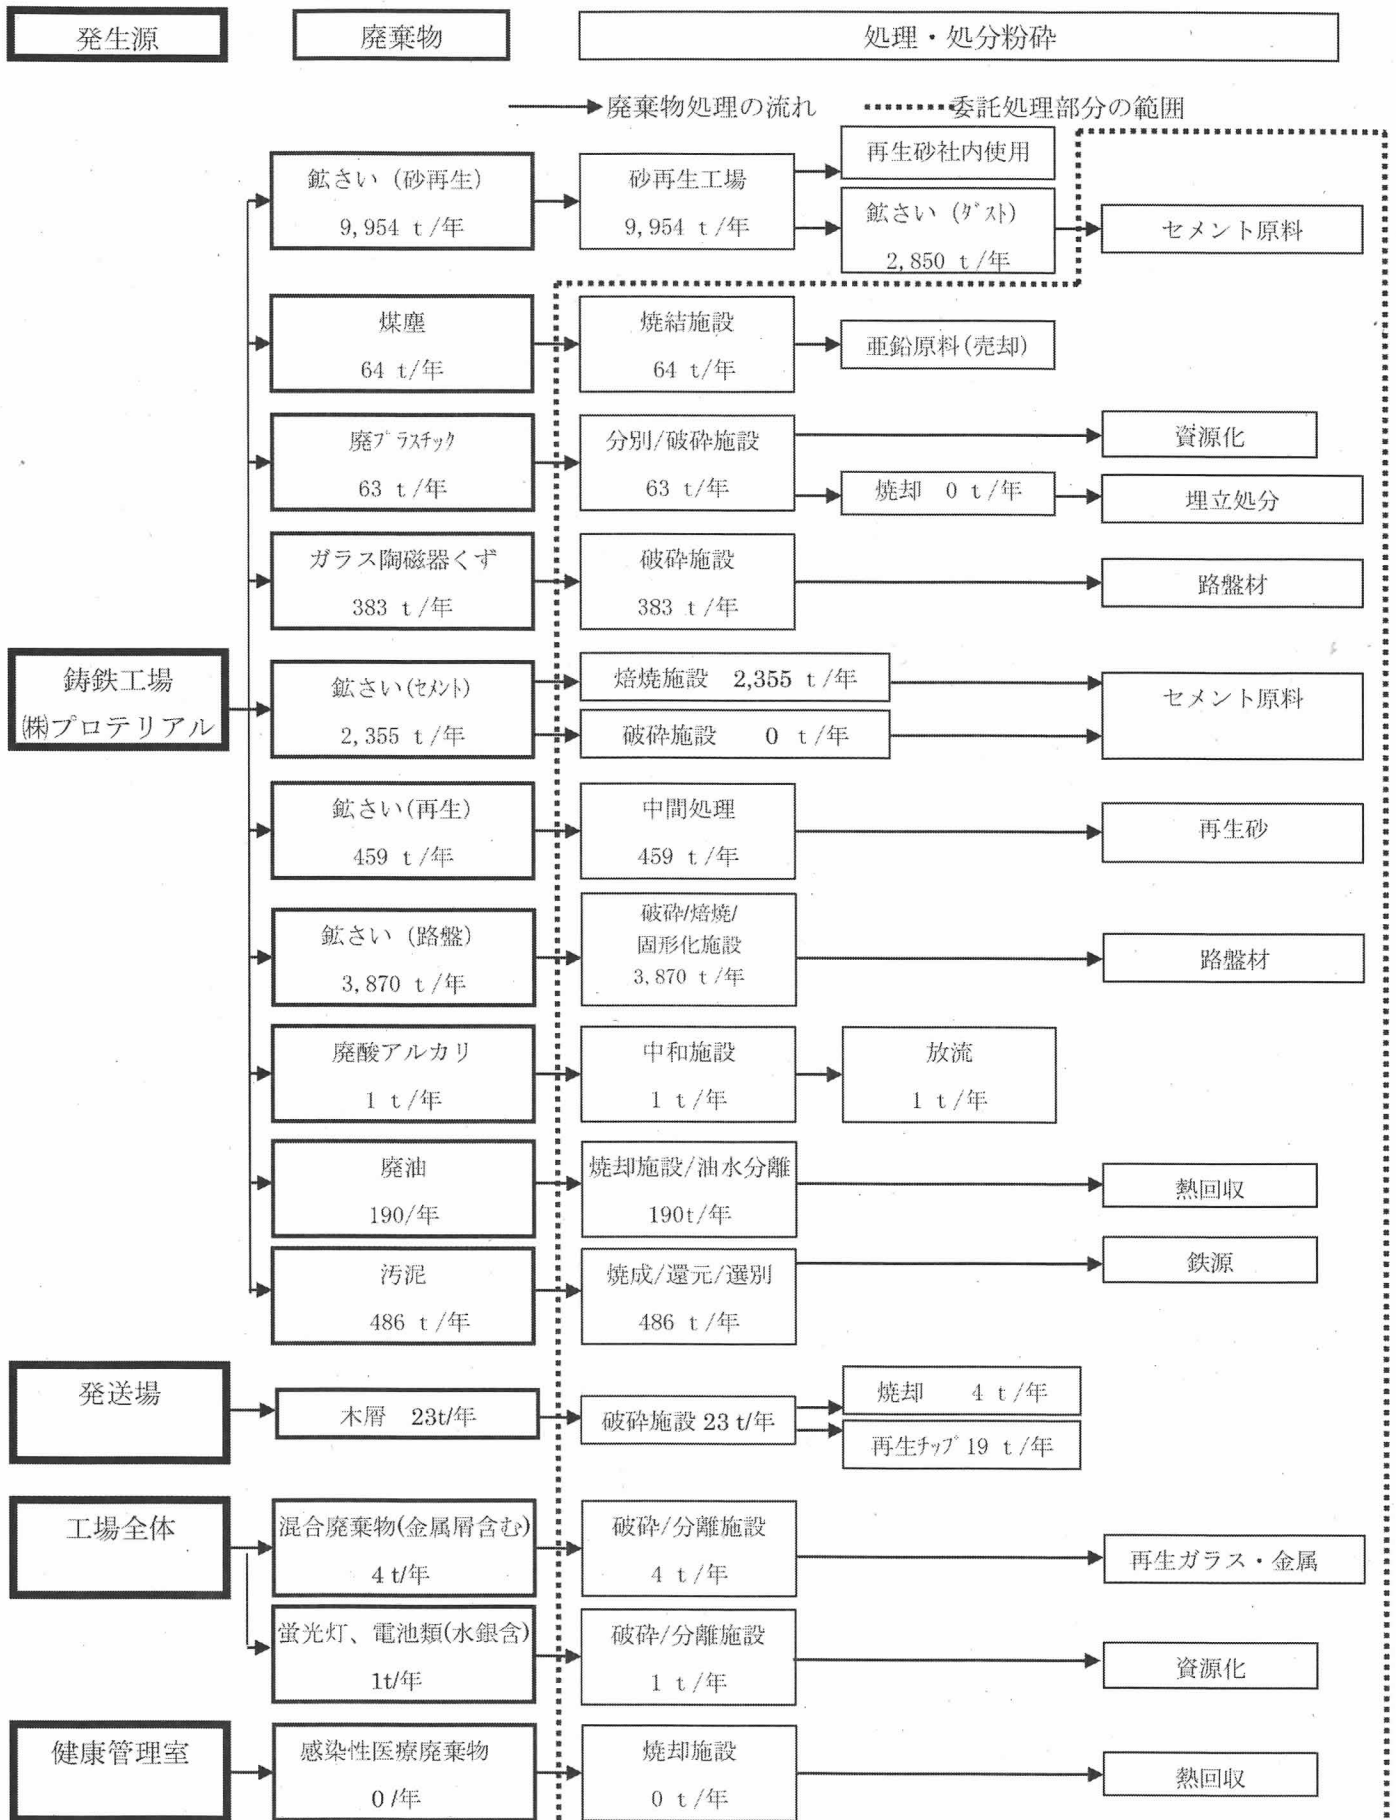 発生源
廃棄物
処理・処分粉砕
廃棄物処理の流れ
委託処理部分の範囲
鉱さい (砂再生)
9,954 t/年
砂再生工場
9,954 t/年
再生砂社内使用
鉱さい (ﾀﾞｽﾄ)
2,850 t/年
セメント原料
煤塵
64 t/年
焼結施設
64 t/年
亜鉛原料(売却)
廃ﾌﾟﾗｽﾁｯｸ
63 t/年
分別/破砕施設
63 t/年
資源化
焼却 0 t/年
埋立処分
ガラス陶磁器くず
383 t/年
破砕施設
383 t/年
路盤材
鋳鉄工場
㈱プロテリアル
鉱さい(ｾﾒﾝﾄ)
2,355 t/年
焙焼施設 2,355 t/年
破砕施設 0 t/年
セメント原料
鉱さい(再生)
459 t/年
中間処理
459 t/年
再生砂
鉱さい (路盤)
3,870 t/年
破砕/焙焼/
固形化施設
3,870 t/年
路盤材
廃酸アルカリ
1 t/年
中和施設
1 t/年
放流
1 t/年
廃油
190/年
焼却施設/油水分離
190t/年
熱回収
汚泥
486 t/年
焼成/還元/選別
486 t/年
鉄源
発送場
木屑 23t/年
破砕施設 23 t/年
焼却 4 t/年
再生ﾁｯﾌﾟ 19 t/年
工場全体
混合廃棄物(金属屑含む)
4 t/年
破砕/分離施設
4 t/年
再生ガラス・金属
蛍光灯、電池類(水銀含)
1t/年
破砕/分離施設
1 t/年
資源化
健康管理室
感染性医療廃棄物
0/年
焼却施設
0 t/年
熱回収